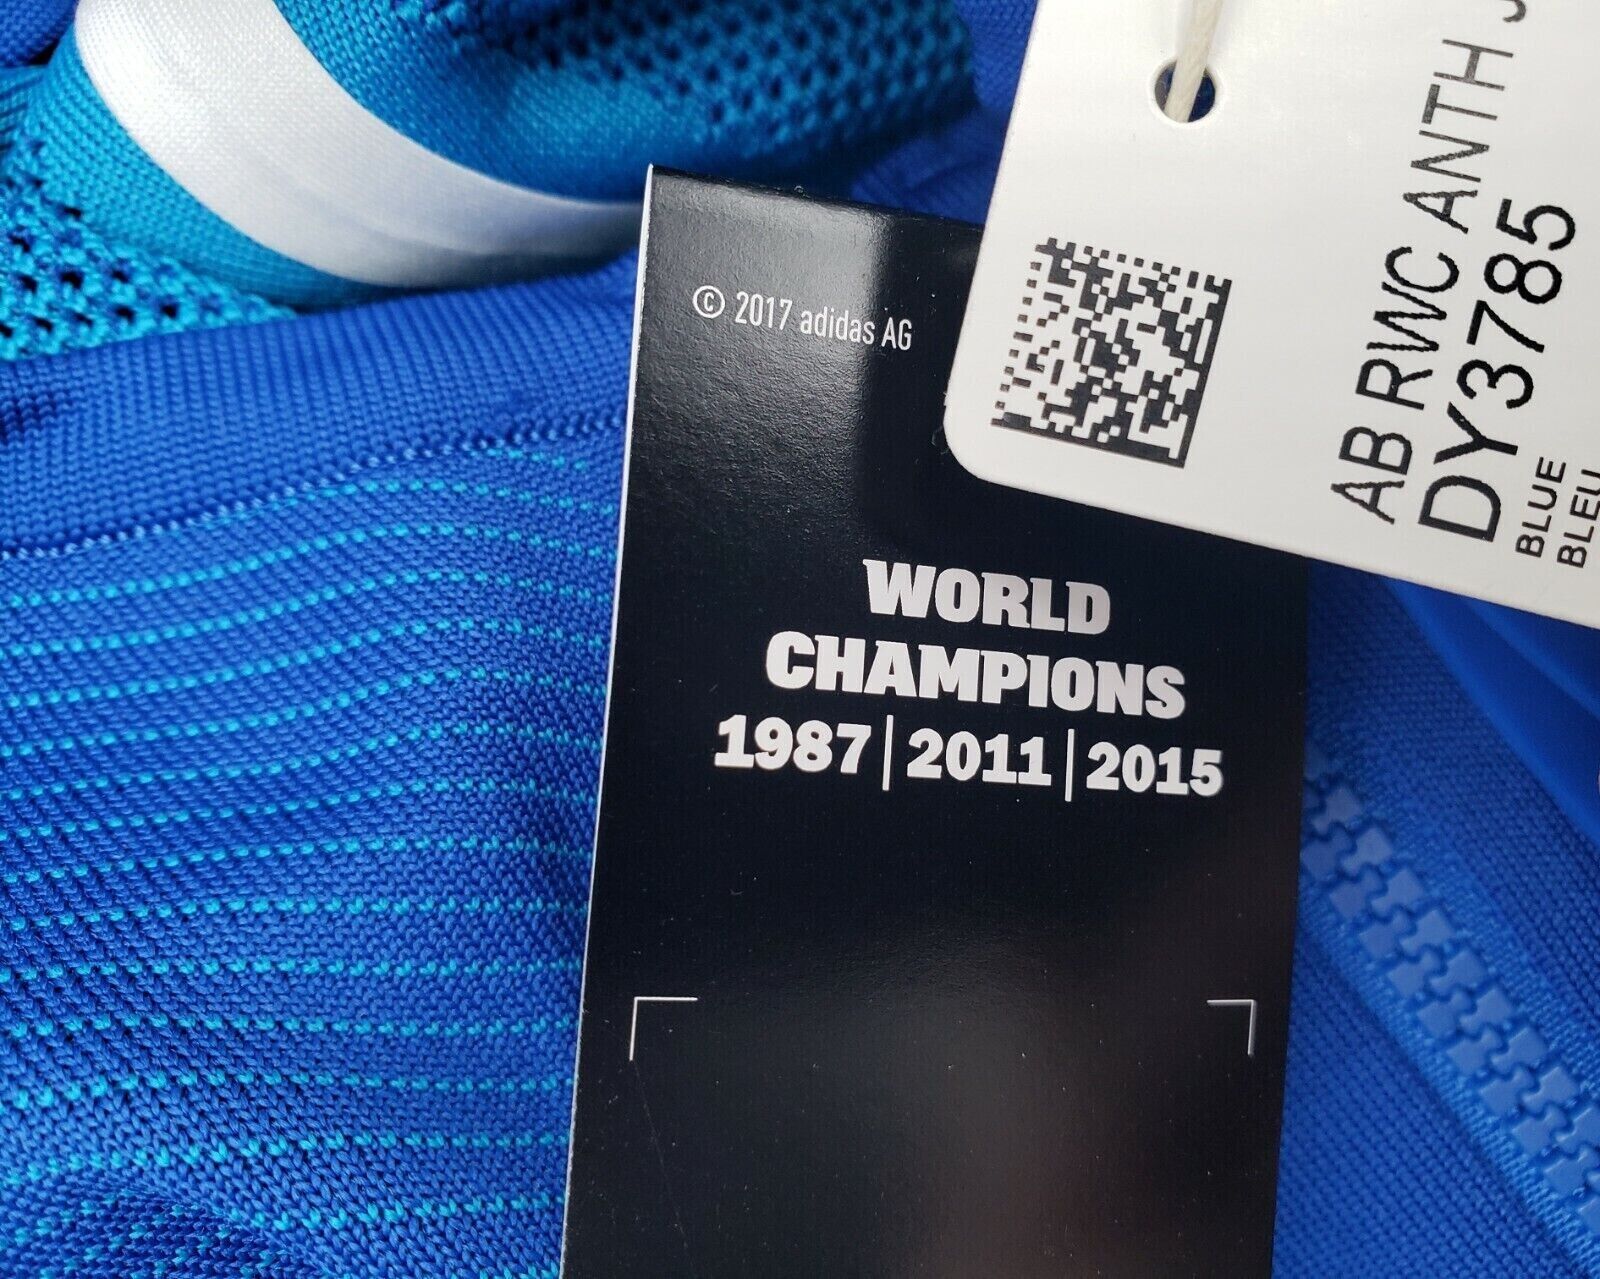 © 2017 adidas AG
WORLD
CHAMPIONS
1987|2011|2015
AB RWC ANTH
DY3785
BLUE
BLEU